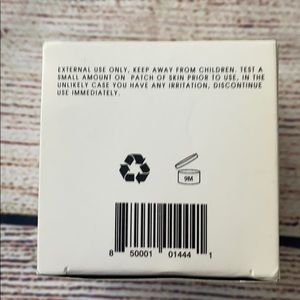 EXTERNAL USE ONLY, KEEP AWAY FROM CHILDREN. TEST A
SMALL AMOUNT ON PATCH OF SKIN PRIOR TO USE, IN THE
UNLIKELY CASE YOU HAVE ANY IRRITATION, DISCONTINUE
USE IMMEDIATELY.
9M
8 50001 01444 1